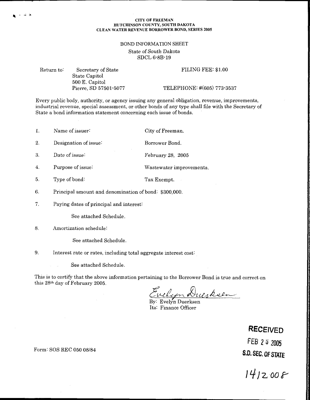 CITY OF FREEMAN
HUTCHINSON COUNTY, SOUTH DAKOTA
CLEAN WATER REVENUE BORROWER BOND, SERIES 2005
BOND INFORMATION SHEET
State of South Dakota
SDCL 6-8B-19
Return to: Secretary of State FILING FEE: $1.00
State Capitol
500 E. Capitol
Pierre, SD 57501-5077 TELEPHONE: #(605) 773-3537
Every public body, authority, or agency issuing any general obligation, revenue, improvements,
industrial revenue, special assessment, or other bonds of any type shall file with the Secretary of
State a bond information statement concerning each issue of bonds.
1. Name of issuer: City of Freeman.
2. Designation of issue: Borrower Bond.
3. Date of issue: February 28, 2005
4. Purpose of issue: Wastewater improvements.
5. Type of bond: Tax Exempt.
6. Principal amount and denomination of bond: $300,000.
7. Paying dates of principal and interest:
See attached Schedule.
8. Amortization schedule:
See attached Schedule.
9. Interest rate or rates, including total aggregate interest cost:
See attached Schedule.
This is to certify that the above information pertaining to the Borrower Bond is true and correct on
this 28th day of February 2005.
Evelyn Duerksen
By: Evelyn Duerksen
Its: Finance Officer
RECEIVED
FEB 2 2005
S.D. SEC. OF STATE
Form: SOS REC 050 08/84
1412008